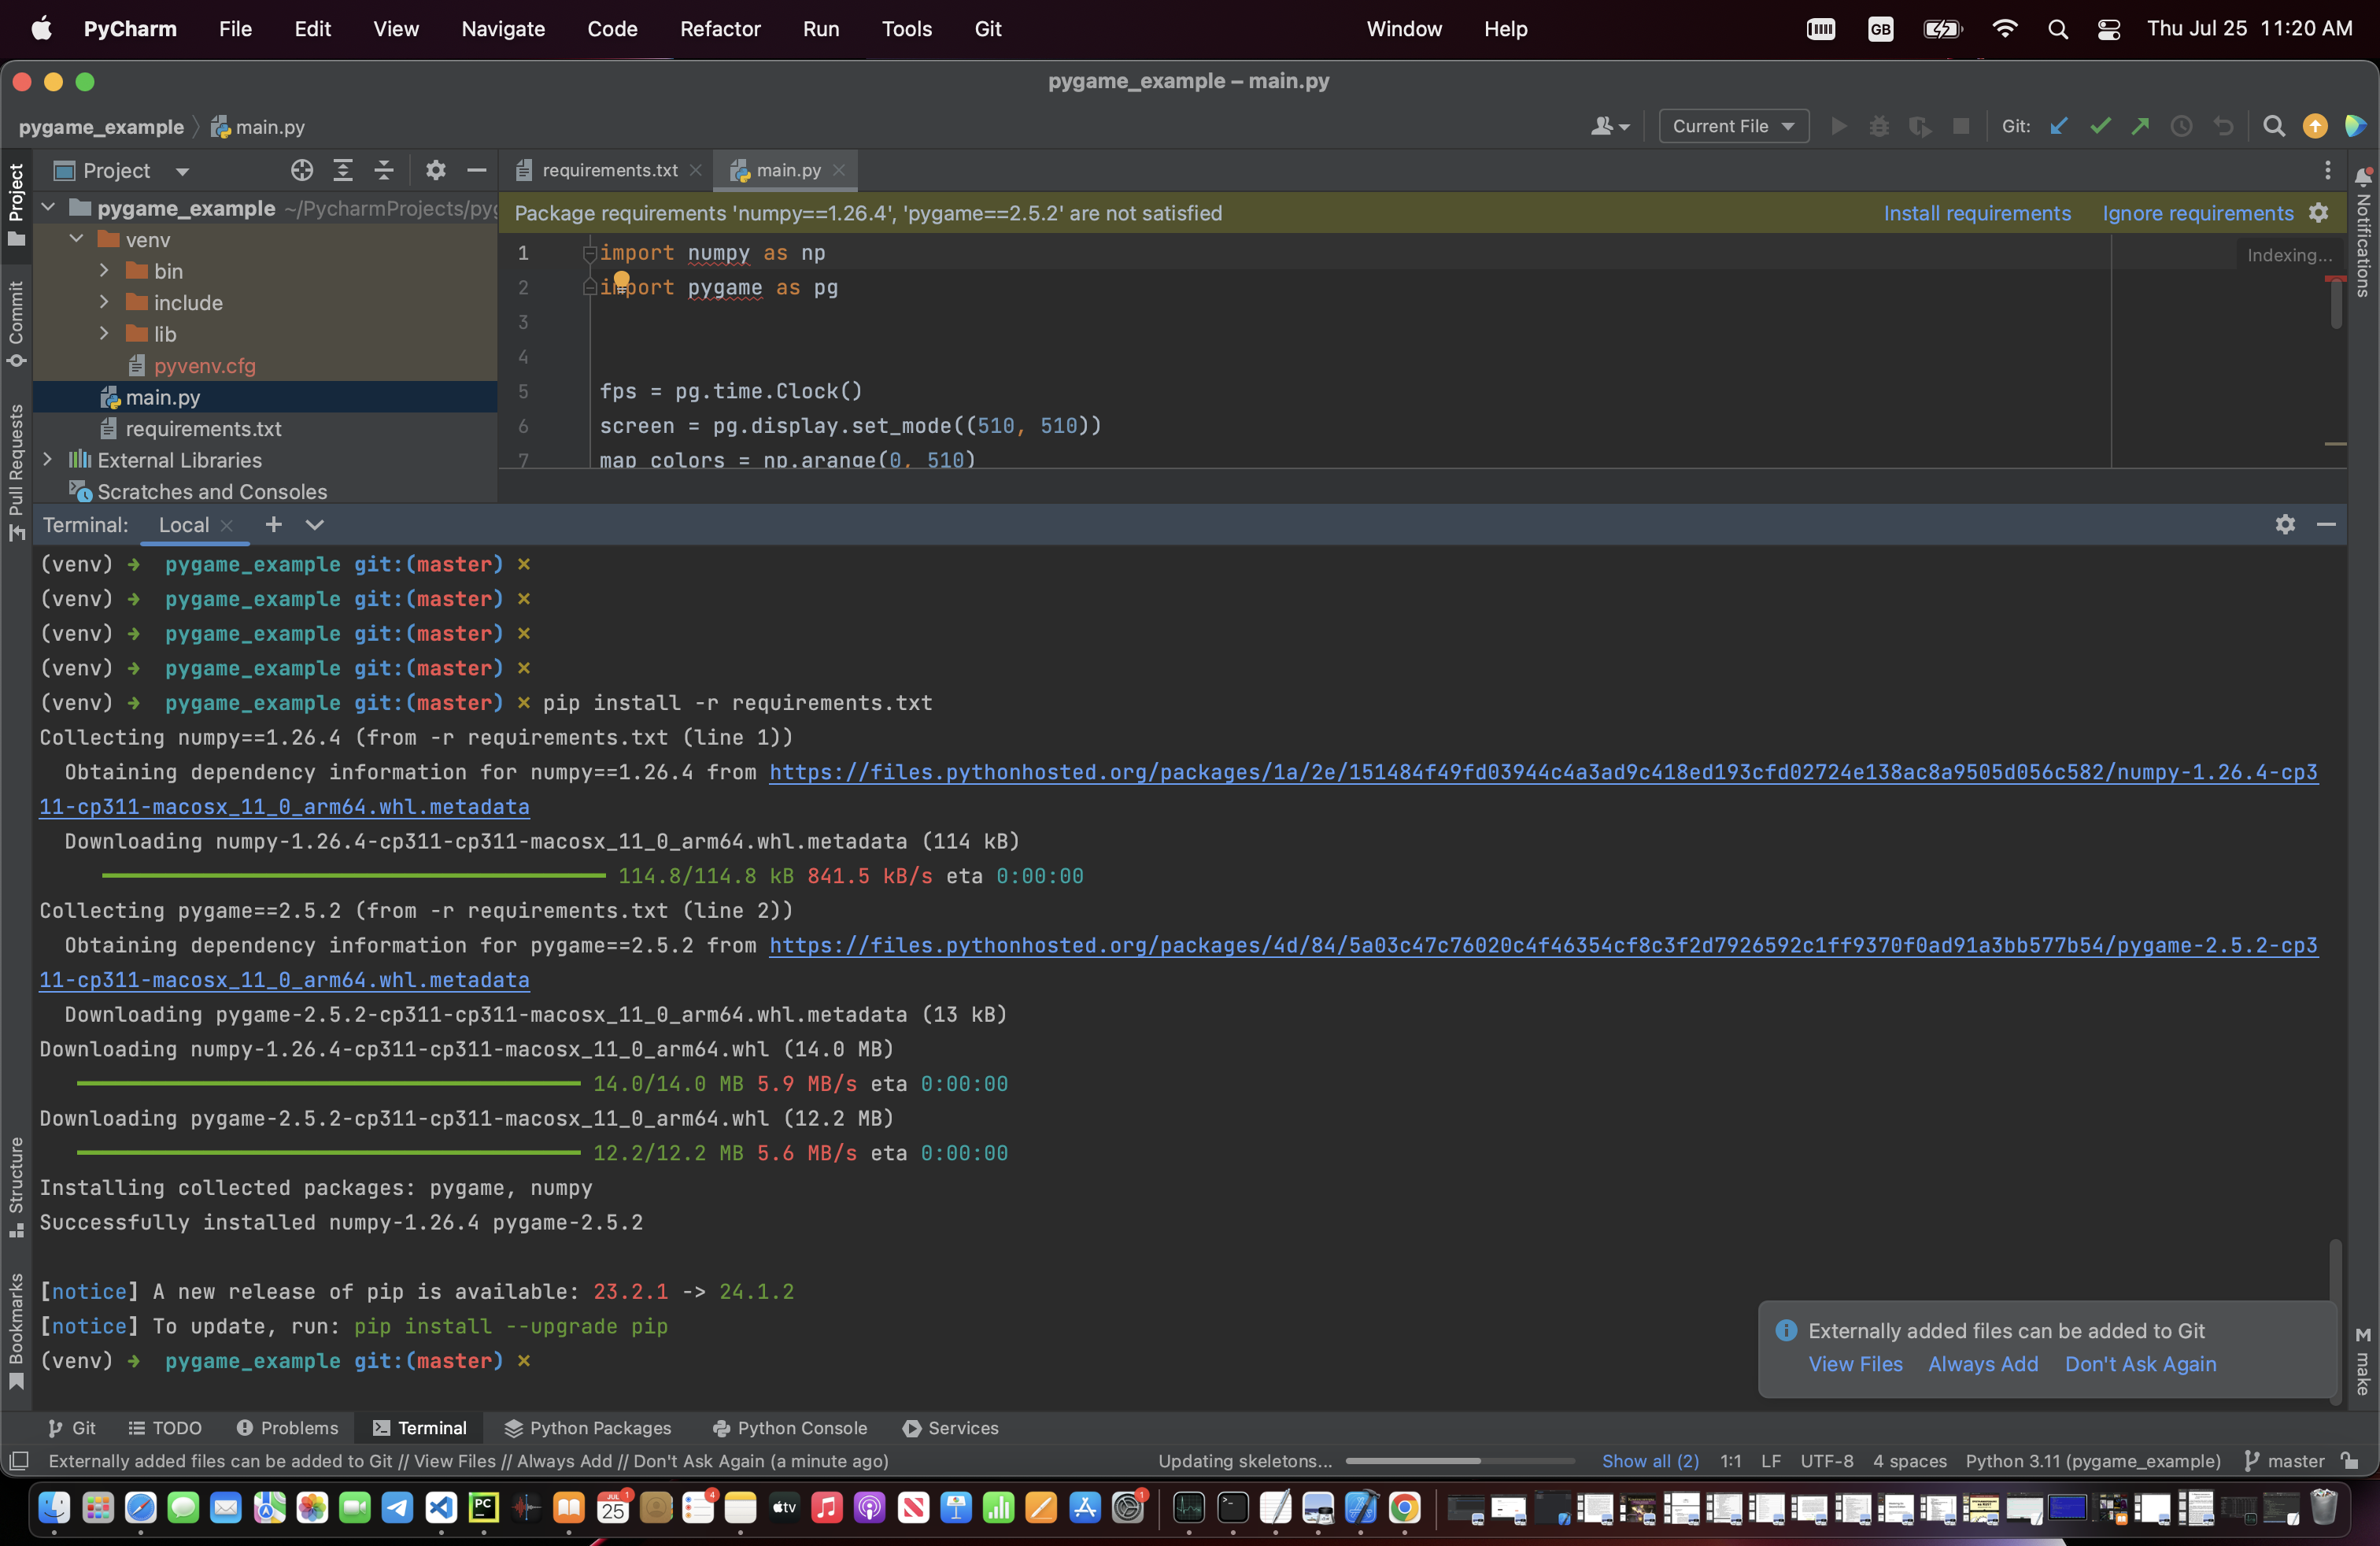 PyCharm File Edit View Navigate Code Refactor Run Tools Git Window Help GB Thu Jul 25 11:20 AM
pygame_example – main.py
pygame_example main.py Current File Git:
Project
requirements.txt main.py
pygame_example ~/PycharmProjects/pyg
Package requirements 'numpy==1.26.4', 'pygame==2.5.2' are not satisfied Install requirements Ignore requirements
venv
bin
include
lib
pyvenv.cfg
main.py
requirements.txt
External Libraries
Scratches and Consoles
1 import numpy as np
Indexing...
2 import pygame as pg
3
4
5 fps = pg.time.Clock()
6 screen = pg.display.set_mode((510, 510))
7 map_colors = np.arange(0, 510)
Project
Commit
Pull Requests
Structure
Bookmarks
Notifications
make
Terminal: Local
(venv) ➜ pygame_example git:(master) ✗
(venv) ➜ pygame_example git:(master) ✗
(venv) ➜ pygame_example git:(master) ✗
(venv) ➜ pygame_example git:(master) ✗
(venv) ➜ pygame_example git:(master) ✗ pip install -r requirements.txt
Collecting numpy==1.26.4 (from -r requirements.txt (line 1))
Obtaining dependency information for numpy==1.26.4 from https://files.pythonhosted.org/packages/1a/2e/151484f49fd03944c4a3ad9c418ed193cfd02724e138ac8a9505d056c582/numpy-1.26.4-cp3
11-cp311-macosx_11_0_arm64.whl.metadata
Downloading numpy-1.26.4-cp311-cp311-macosx_11_0_arm64.whl.metadata (114 kB)
114.8/114.8 kB 841.5 kB/s eta 0:00:00
Collecting pygame==2.5.2 (from -r requirements.txt (line 2))
Obtaining dependency information for pygame==2.5.2 from https://files.pythonhosted.org/packages/4d/84/5a03c47c76020c4f46354cf8c3f2d7926592c1ff9370f0ad91a3bb577b54/pygame-2.5.2-cp3
11-cp311-macosx_11_0_arm64.whl.metadata
Downloading pygame-2.5.2-cp311-cp311-macosx_11_0_arm64.whl.metadata (13 kB)
Downloading numpy-1.26.4-cp311-cp311-macosx_11_0_arm64.whl (14.0 MB)
14.0/14.0 MB 5.9 MB/s eta 0:00:00
Downloading pygame-2.5.2-cp311-cp311-macosx_11_0_arm64.whl (12.2 MB)
12.2/12.2 MB 5.6 MB/s eta 0:00:00
Installing collected packages: pygame, numpy
Successfully installed numpy-1.26.4 pygame-2.5.2
[notice] A new release of pip is available: 23.2.1 -> 24.1.2
[notice] To update, run: pip install --upgrade pip
(venv) ➜ pygame_example git:(master) ✗
Externally added files can be added to Git
View Files Always Add Don't Ask Again
Git TODO Problems Terminal Python Packages Python Console Services
Externally added files can be added to Git // View Files // Always Add // Don't Ask Again (a minute ago) Updating skeletons... Show all (2) 1:1 LF UTF-8 4 spaces Python 3.11 (pygame_example) master
PC JUL 25 1 4 tv 1